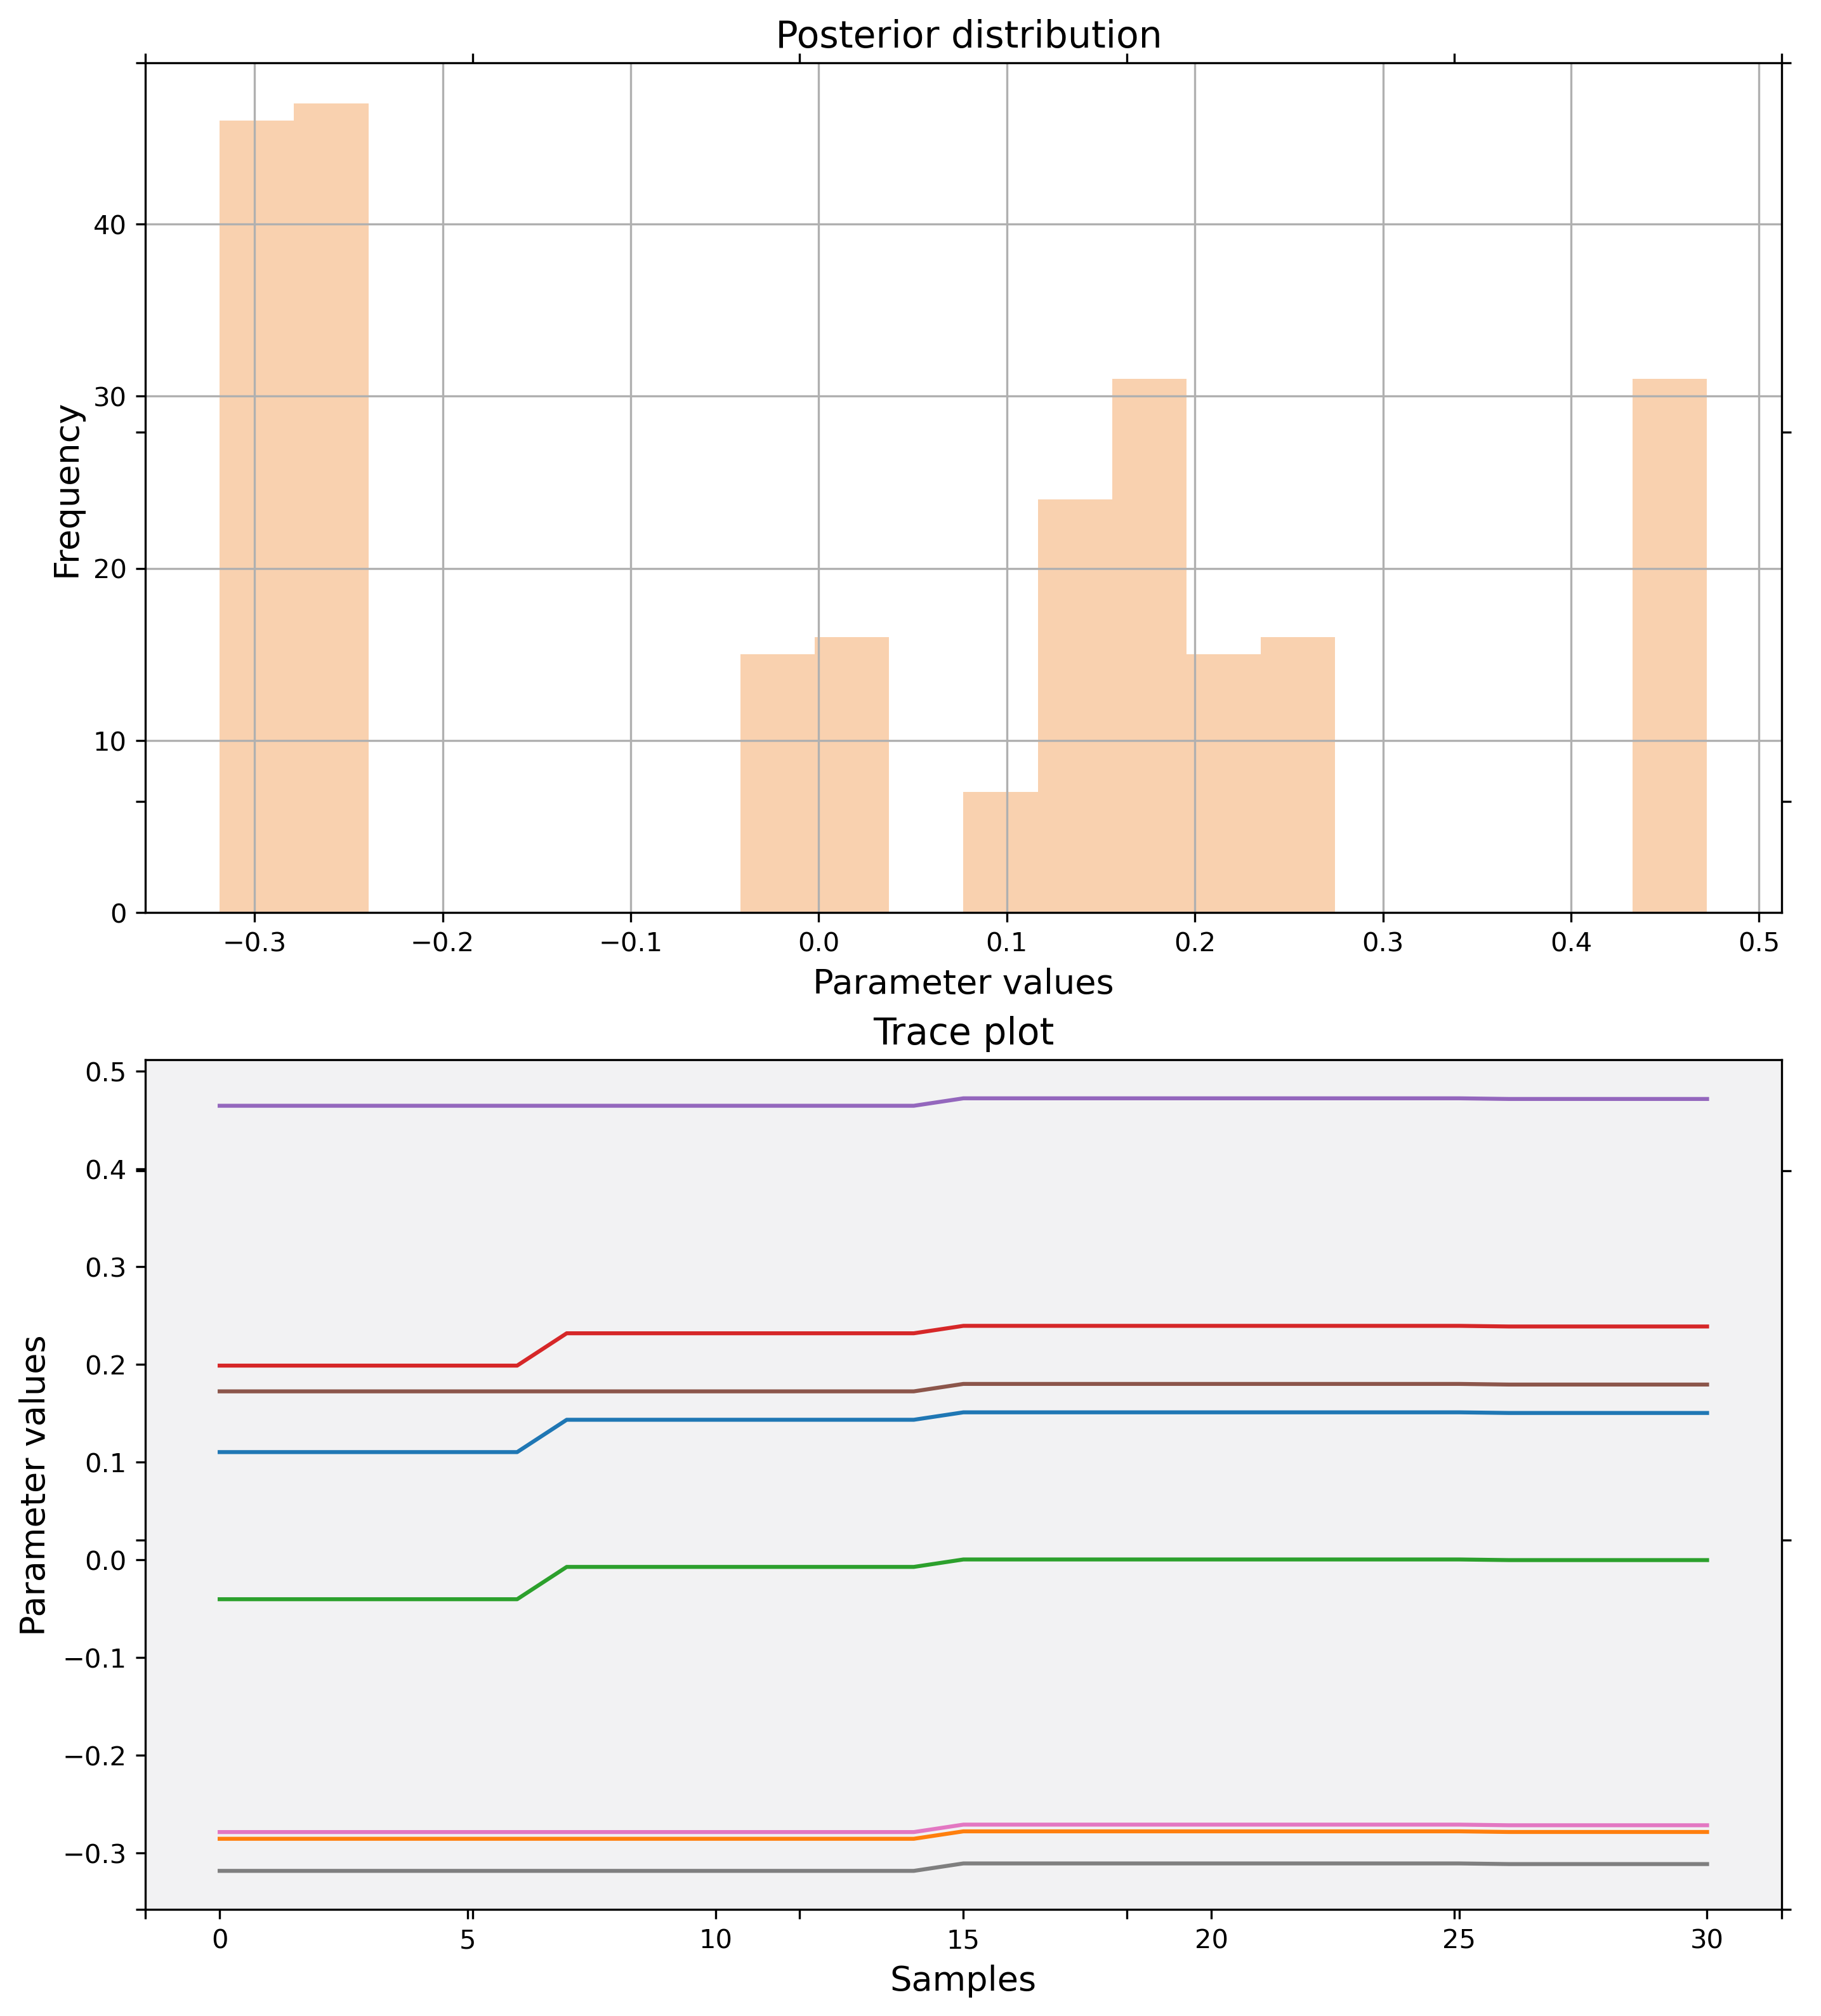 Posterior distribution
40
30
20
10
0
Frequency
−0.3 −0.2 −0.1 0.0 0.1 0.2 0.3 0.4 0.5
Parameter values
Trace plot
0.5
0.4
0.3
0.2
0.1
0.0
−0.1
−0.2
−0.3
Parameter values
0 5 10 15 20 25 30
Samples